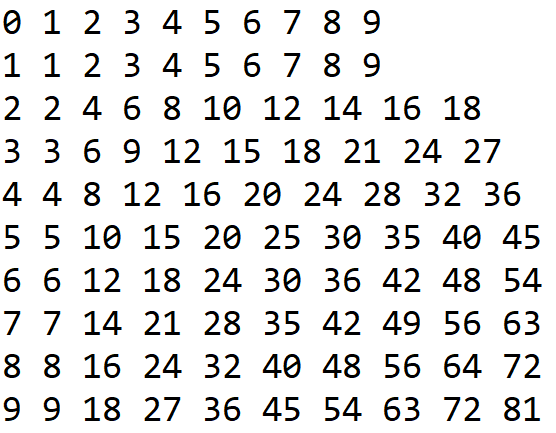 0 1 2 3 4 5 6 7 8 9
1 1 2 3 4 5 6 7 8 9
2 2 4 6 8 10 12 14 16 18
3 3 6 9 12 15 18 21 24 27
4 4 8 12 16 20 24 28 32 36
5 5 10 15 20 25 30 35 40 45
6 6 12 18 24 30 36 42 48 54
7 7 14 21 28 35 42 49 56 63
8 8 16 24 32 40 48 56 64 72
9 9 18 27 36 45 54 63 72 81